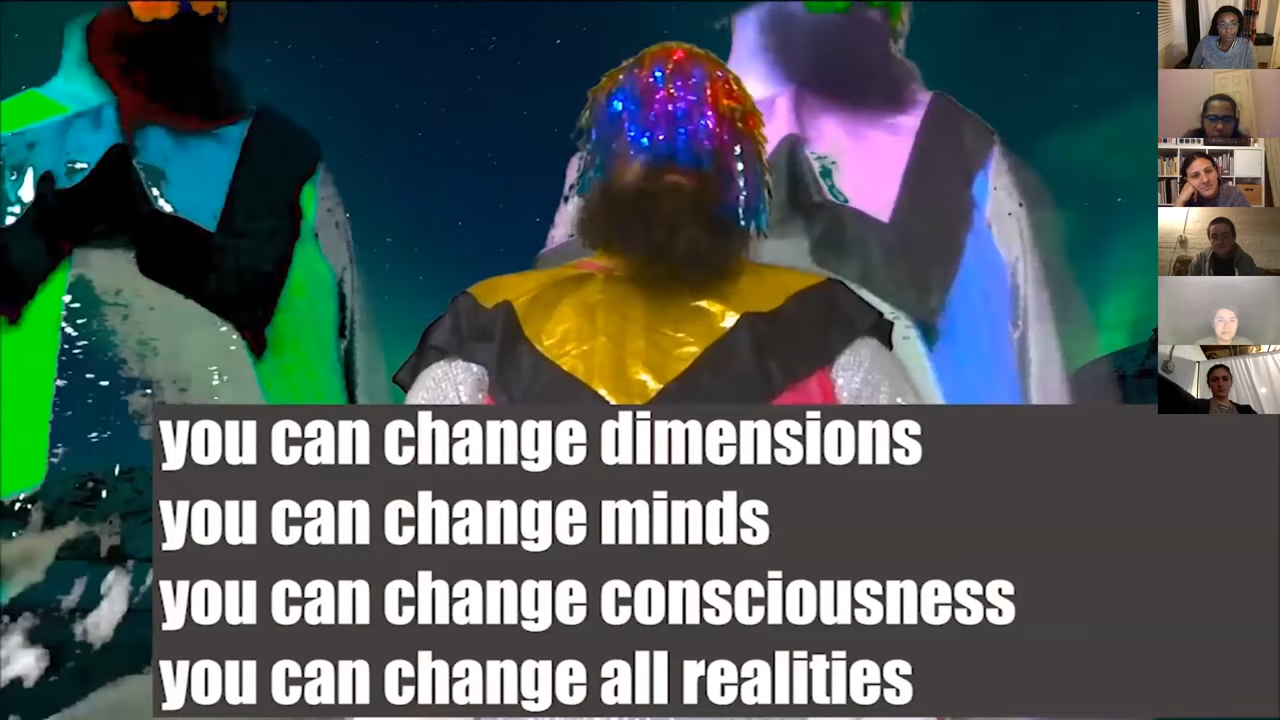 you can change dimensions
you can change minds
you can change consciousness
you can change all realities